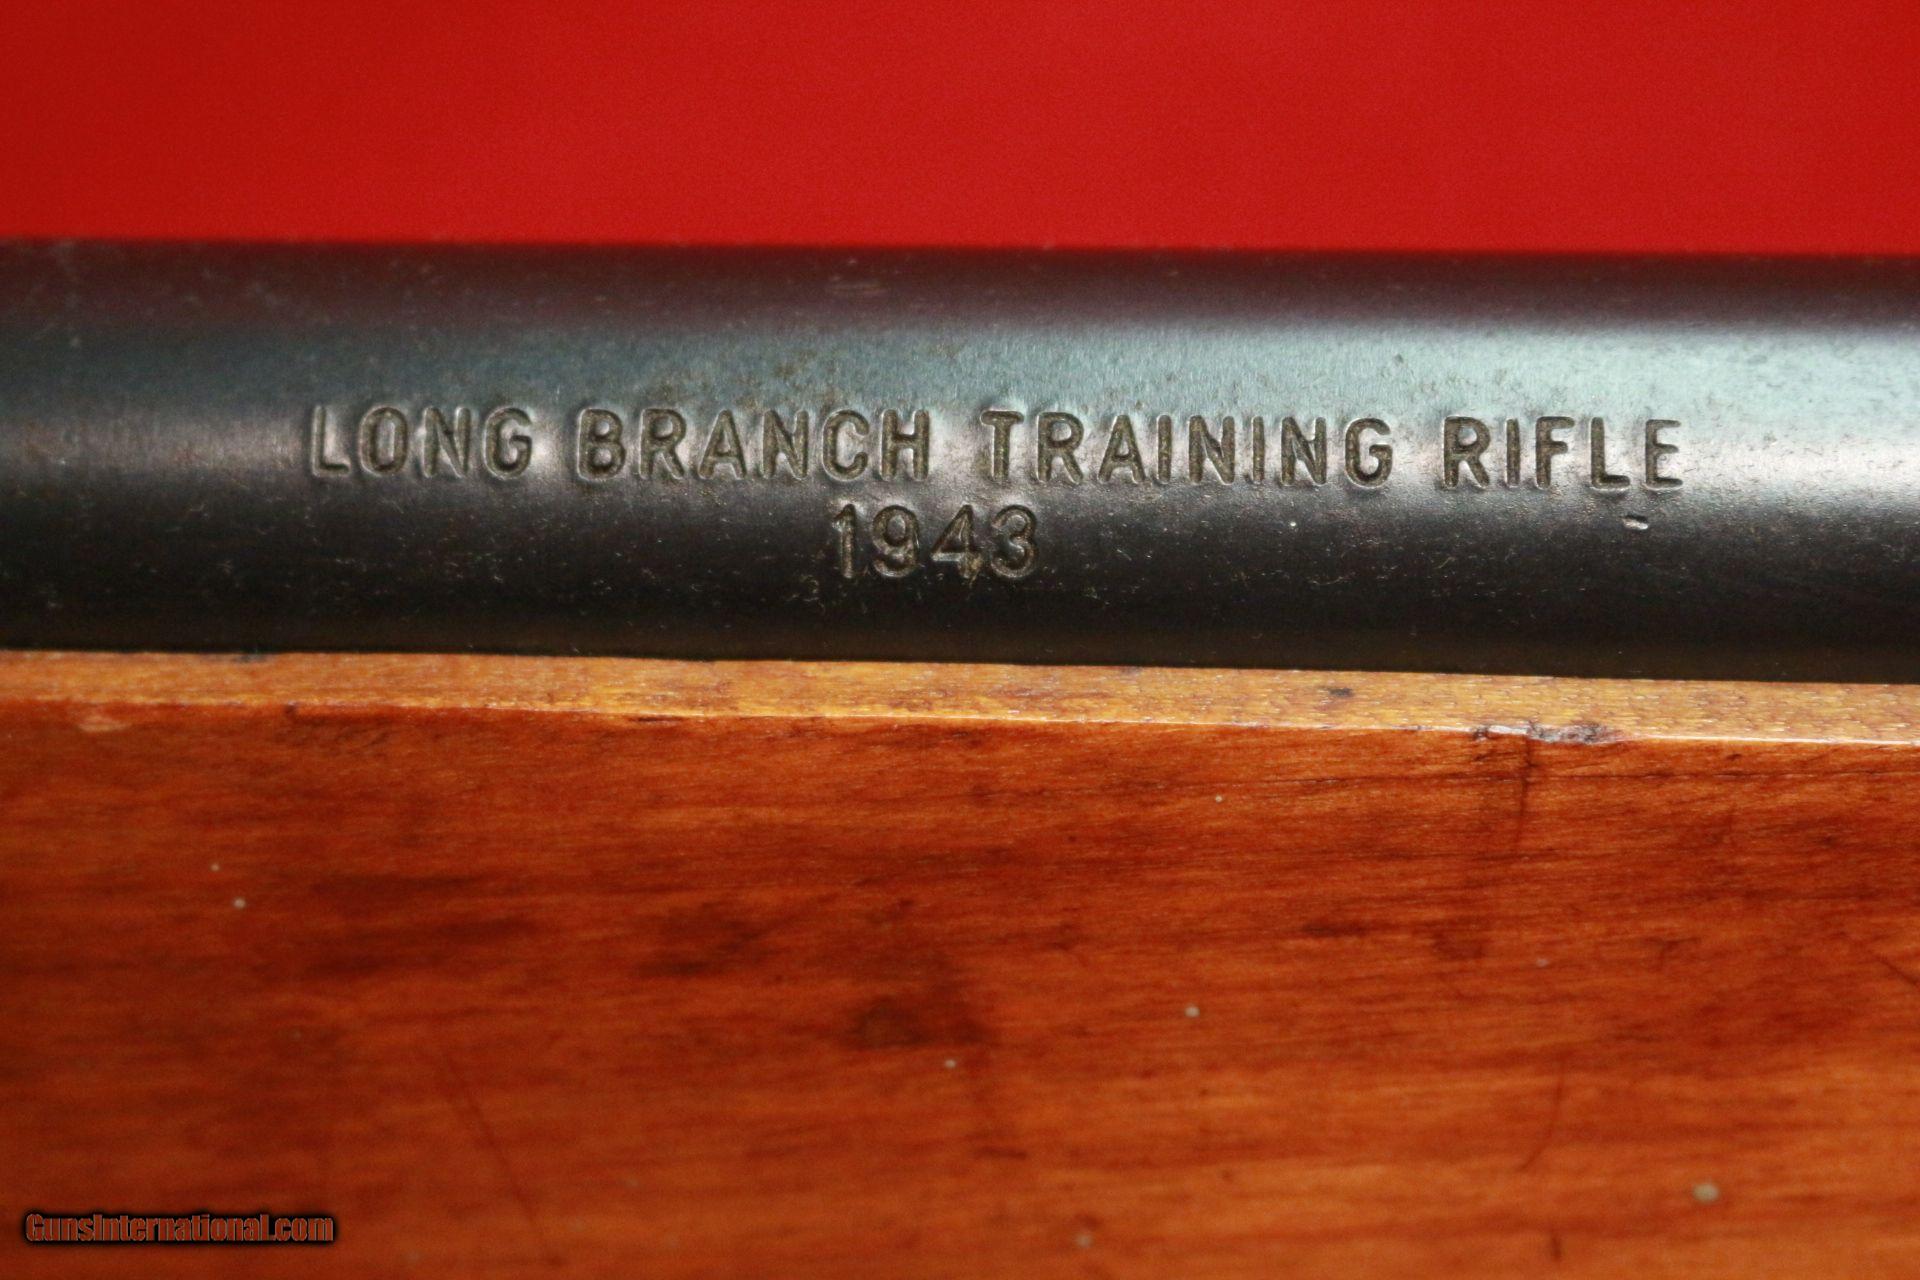 LONG BRANCH TRAINING RIFLE
1943
GunsInternational.com